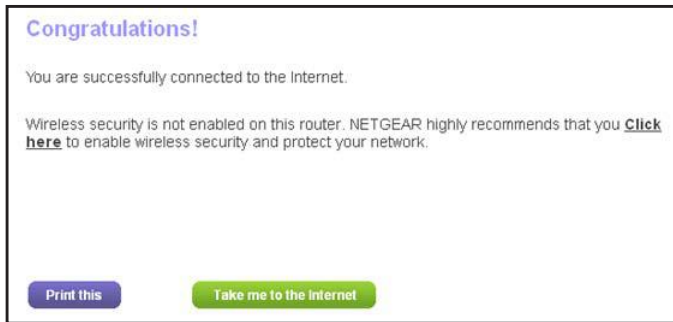 Congratulations!
You are successfully connected to the Internet.
Wireless security is not enabled on this router. NETGEAR highly recommends that you Click
here to enable wireless security and protect your network.
Print this
Take me to the Internet